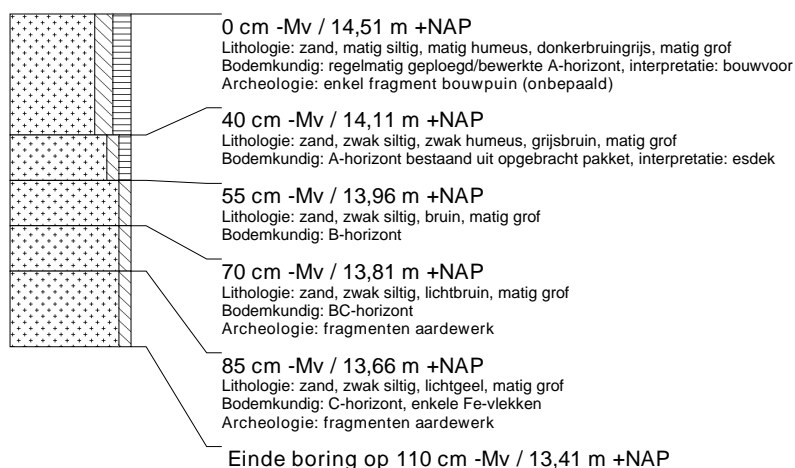 0 cm -Mv / 14,51 m +NAP
Lithologie: zand, matig siltig, matig humeus, donkerbruingrijs, matig grof
Bodemkundig: regelmatig geploegd/bewerkte A-horizont, interpretatie: bouwvoor
Archeologie: enkel fragment bouwpuin (onbepaald)
40 cm -Mv / 14,11 m +NAP
Lithologie: zand, zwak siltig, zwak humeus, grijsbruin, matig grof
Bodemkundig: A-horizont bestaand uit opgebracht pakket, interpretatie: esdek
55 cm -Mv / 13,96 m +NAP
Lithologie: zand, zwak siltig, bruin, matig grof
Bodemkundig: B-horizont
70 cm -Mv / 13,81 m +NAP
Lithologie: zand, zwak siltig, lichtbruin, matig grof
Bodemkundig: BC-horizont
Archeologie: fragmenten aardewerk
85 cm -Mv / 13,66 m +NAP
Lithologie: zand, zwak siltig, lichtgeel, matig grof
Bodemkundig: C-horizont, enkele Fe-vlekken
Archeologie: fragmenten aardewerk
Einde boring op 110 cm -Mv / 13,41 m +NAP